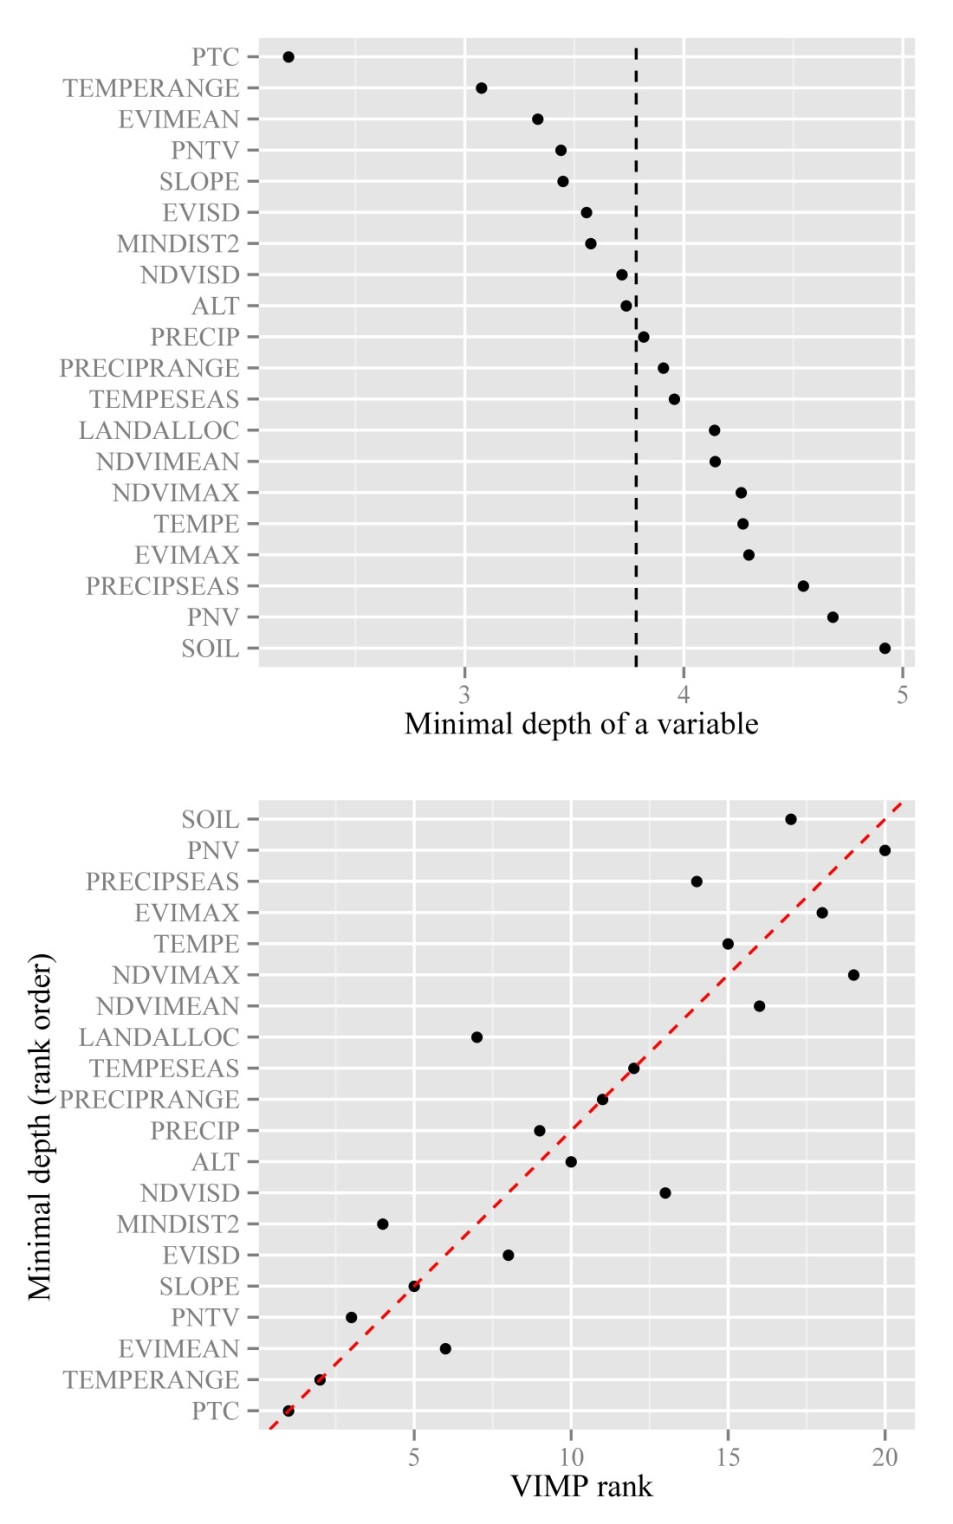 PTC
TEMPERANGE
EVIMEAN
PNTV
SLOPE
EVISD
MINDIST2
NDVISD
ALT
PRECIP
PRECIPRANGE
TEMPESEAS
LANDALLOC
NDVIMEAN
NDVIMAX
TEMPE
EVIMAX
PRECIPSEAS
PNV
SOIL
3 4 5
Minimal depth of a variable
Minimal depth (rank order)
SOIL
PNV
PRECIPSEAS
EVIMAX
TEMPE
NDVIMAX
NDVIMEAN
LANDALLOC
TEMPESEAS
PRECIPRANGE
PRECIP
ALT
NDVISD
MINDIST2
EVISD
SLOPE
PNTV
EVIMEAN
TEMPERANGE
PTC
5 10 15 20
VIMP rank